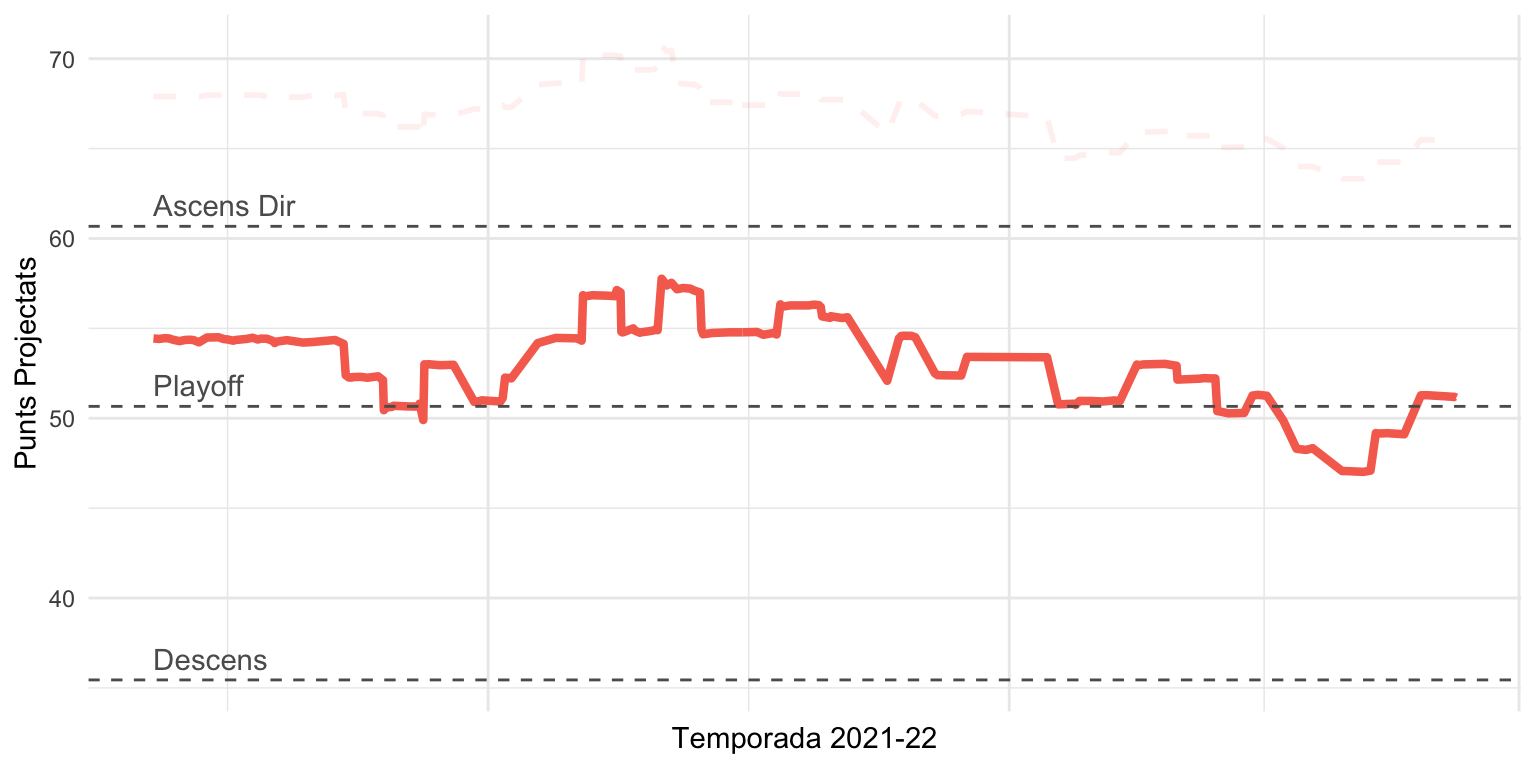 70
Ascens Dir
60
Punts Projectats
Playoff
50
40
Descens
Temporada 2021-22